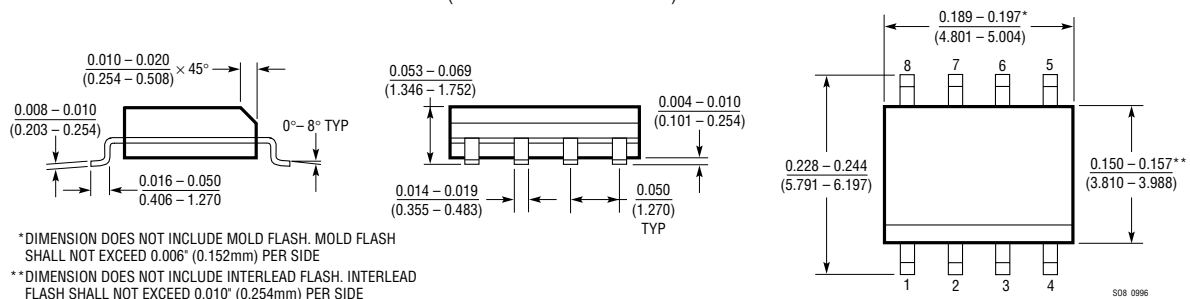 0.010 – 0.020
(0.254 – 0.508)
× 45°
0.008 – 0.010
(0.203 – 0.254)
0°– 8° TYP
0.016 – 0.050
0.406 – 1.270
0.053 – 0.069
(1.346 – 1.752)
0.004 – 0.010
(0.101 – 0.254)
0.014 – 0.019
(0.355 – 0.483)
0.050
(1.270)
TYP
0.189 – 0.197*
(4.801 – 5.004)
8 7 6 5
0.228 – 0.244
(5.791 – 6.197)
0.150 – 0.157**
(3.810 – 3.988)
1 2 3 4
*DIMENSION DOES NOT INCLUDE MOLD FLASH. MOLD FLASH
SHALL NOT EXCEED 0.006" (0.152mm) PER SIDE
**DIMENSION DOES NOT INCLUDE INTERLEAD FLASH. INTERLEAD
FLASH SHALL NOT EXCEED 0.010" (0.254mm) PER SIDE
SO8 0996